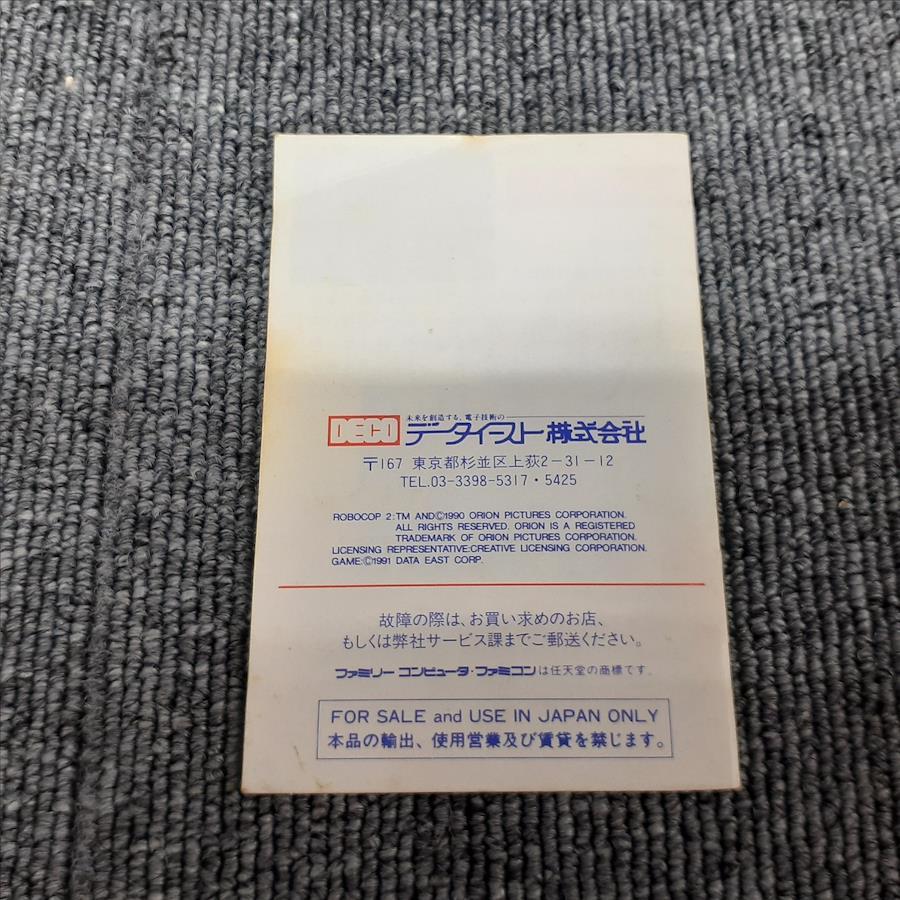 未来を創造する、電子技術の
DECO データイースト株式会社
〒167 東京都杉並区上荻2-31-12
TEL.03-3398-5317・5425
ROBOCOP 2:TM AND©1990 ORION PICTURES CORPORATION.
ALL RIGHTS RESERVED. ORION IS A REGISTERED
TRADEMARK OF ORION PICTURES CORPORATION.
LICENSING REPRESENTATIVE:CREATIVE LICENSING CORPORATION.
GAME:©1991 DATA EAST CORP.
故障の際は、お買い求めのお店、
もしくは弊社サービス課までご郵送ください。
ファミリーコンピュータ・ファミコンは任天堂の商標です。
FOR SALE and USE IN JAPAN ONLY
本品の輸出、使用営業及び賃貸を禁じます。